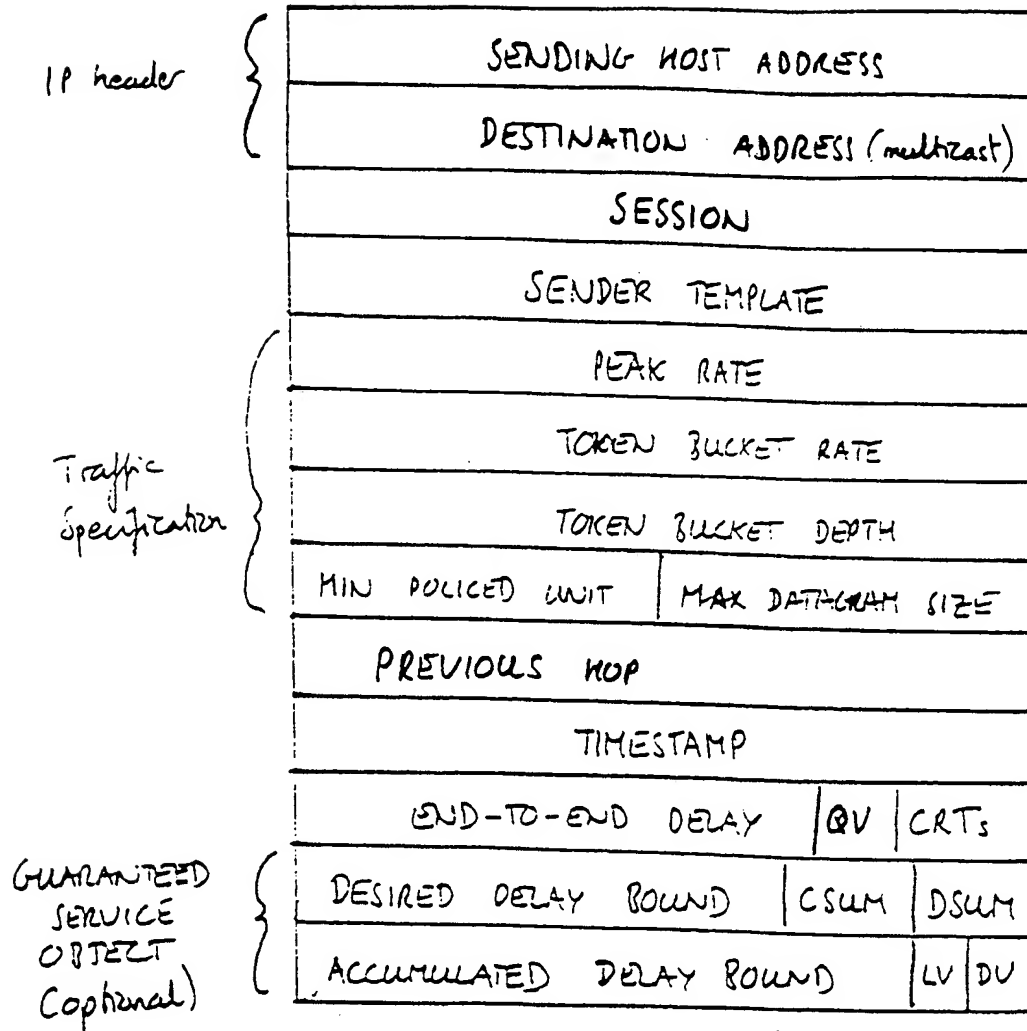 IP header
SENDING HOST ADDRESS
DESTINATION ADDRESS (multicast)
SESSION
SENDER TEMPLATE
Traffic
Specification
PEAK RATE
TOKEN BUCKET RATE
TOKEN BUCKET DEPTH
MIN POLICED UNIT MAX DATAGRAM SIZE
PREVIOUS HOP
TIMESTAMP
END-TO-END DELAY QV CRTs
GUARANTEED
SERVICE
OBJECT
(optional)
DESIRED DELAY BOUND CSUM DSUM
ACCUMULATED DELAY BOUND LV DV